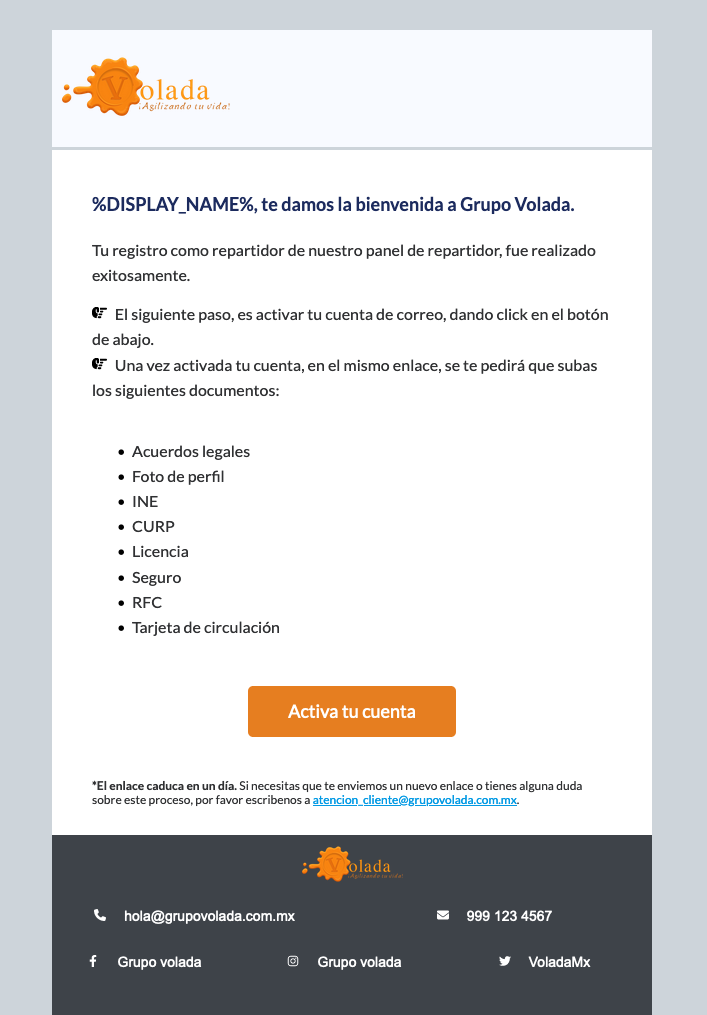 Volada
¡Agilizando tu vida!
%DISPLAY_NAME%, te damos la bienvenida a Grupo Volada.
Tu registro como repartidor de nuestro panel de repartidor, fue realizado
exitosamente.
El siguiente paso, es activar tu cuenta de correo, dando click en el botón
de abajo.
Una vez activada tu cuenta, en el mismo enlace, se te pedirá que subas
los siguientes documentos:
• Acuerdos legales
• Foto de perfil
• INE
• CURP
• Licencia
• Seguro
• RFC
• Tarjeta de circulación
Activa tu cuenta
*El enlace caduca en un día. Si necesitas que te enviemos un nuevo enlace o tienes alguna duda
sobre este proceso, por favor escribenos a atencion_cliente@grupovolada.com.mx.
Volada
¡Agilizando tu vida!
hola@grupovolada.com.mx 999 123 4567
Grupo volada Grupo volada VoladaMx